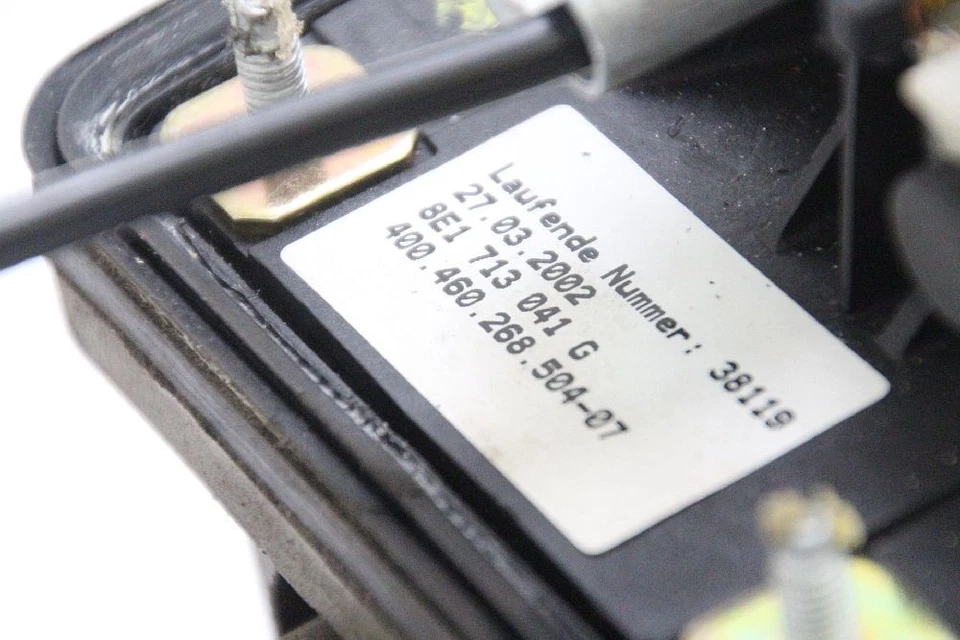 Laufende Nummer: 38119
27.03.2002
8E1 713 041 G
400.460.268.504-07